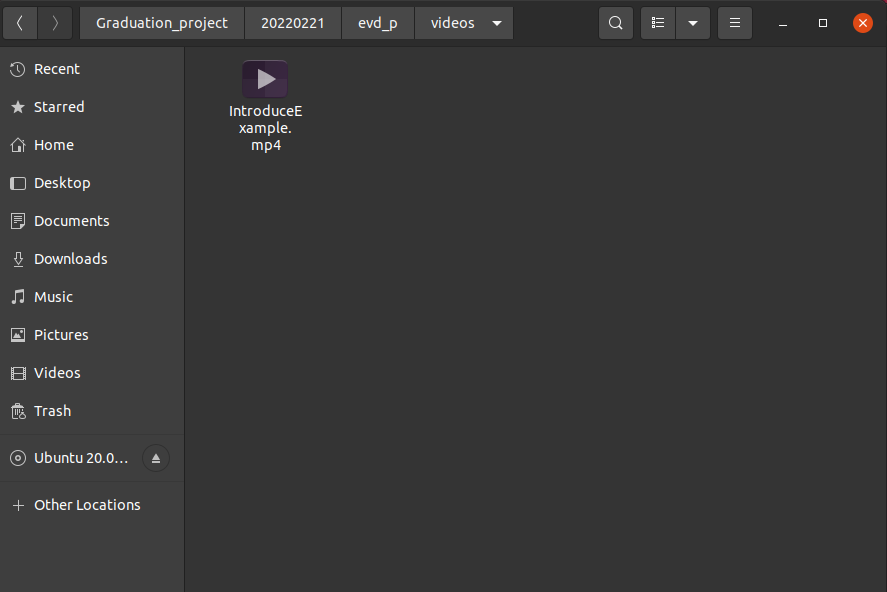 Graduation_project 20220221 evd_p videos
Recent
Starred
Home
Desktop
Documents
Downloads
Music
Pictures
Videos
Trash
Ubuntu 20.0…
Other Locations
IntroduceE
xample.
mp4